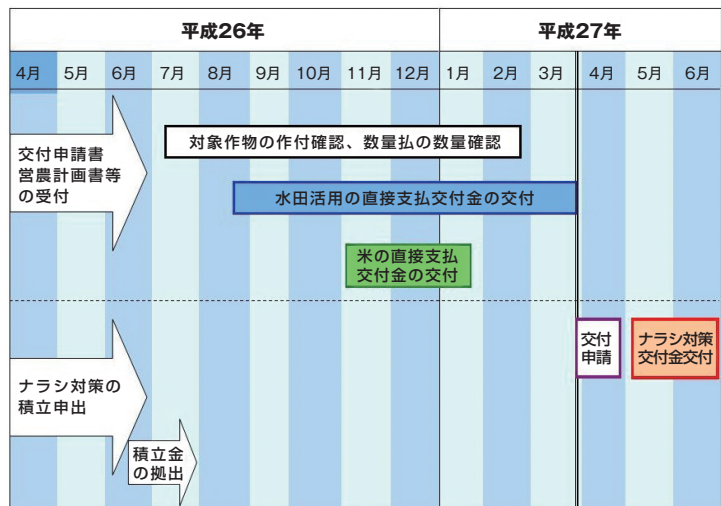 平成26年
平成27年
4月
5月
6月
7月
8月
9月
10月
11月
12月
1月
2月
3月
4月
5月
6月
交付申請書
営農計画書等
の受付
対象作物の作付確認、数量払の数量確認
水田活用の直接支払交付金の交付
米の直接支払
交付金の交付
交付
申請
ナラシ対策
交付金交付
ナラシ対策の
積立申出
積立金
の拠出